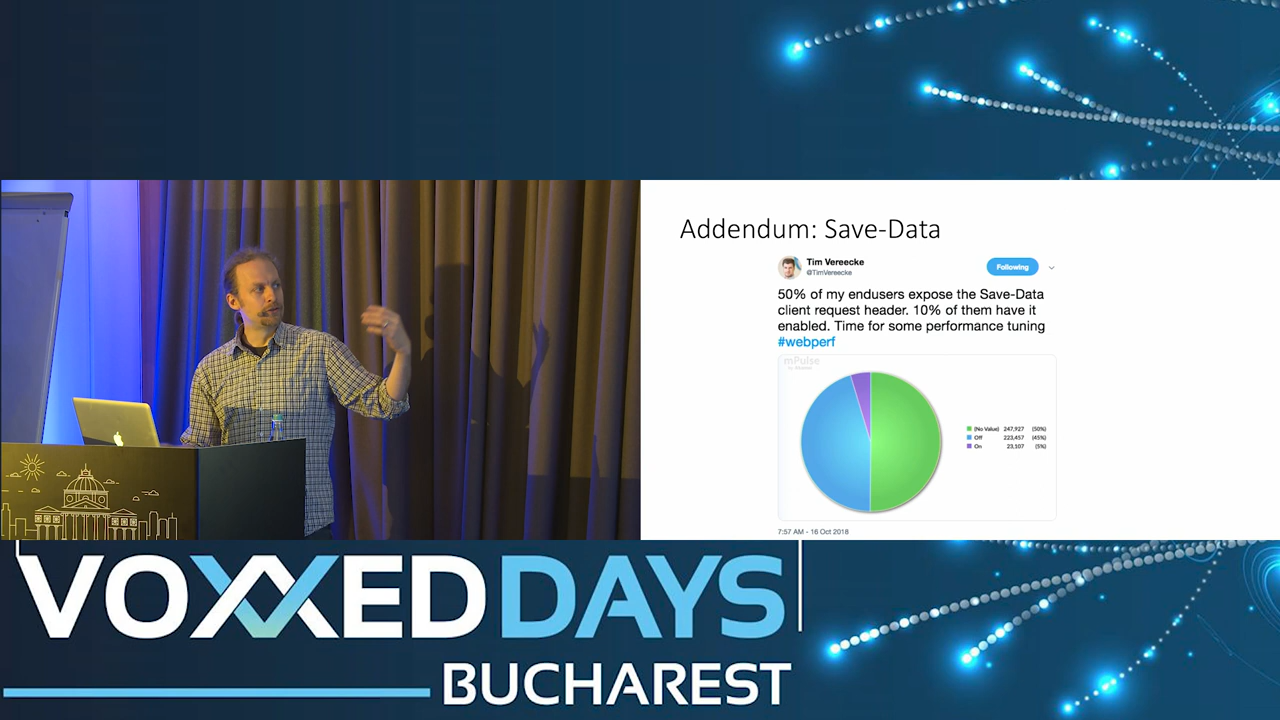 Addendum: Save-Data
Tim Vereecke
@TimVereecke
Following
50% of my endusers expose the Save-Data
client request header. 10% of them have it
enabled. Time for some performance tuning
#webperf
mPulse
(No Value) 247,927 (50%)
Off 223,457 (45%)
On 23,107 (5%)
7:57 AM - 16 Oct 2018
VOXXED DAYS
BUCHAREST